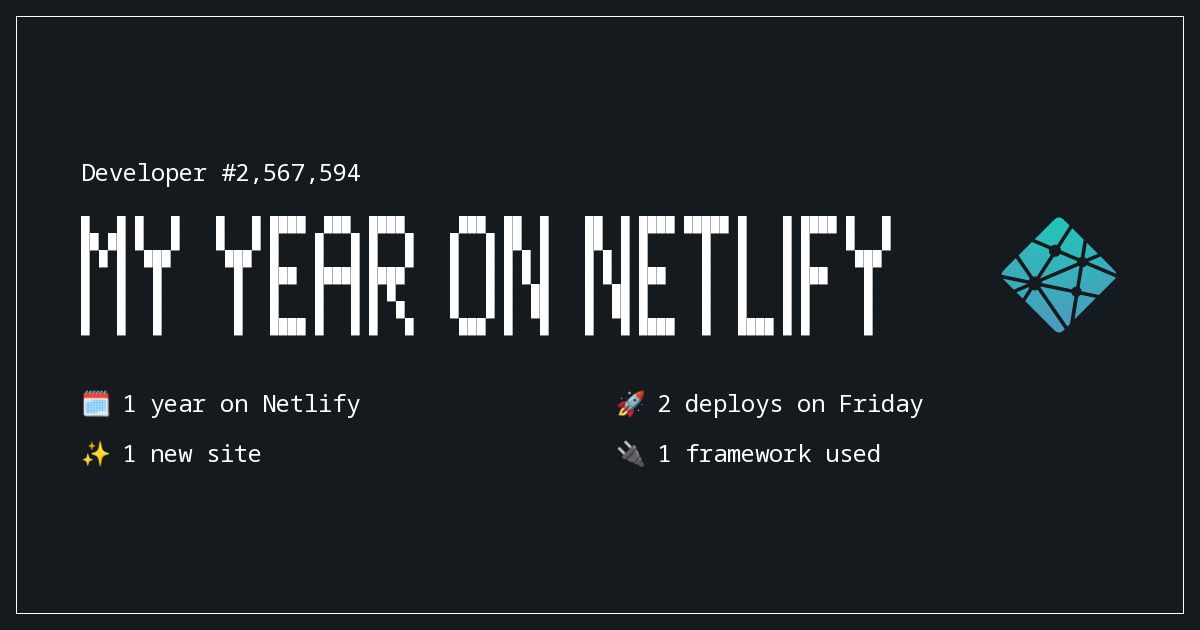 Developer #2,567,594
MY YEAR ON NETLIFY
🗓️ 1 year on Netlify
🚀 2 deploys on Friday
✨ 1 new site
🔌 1 framework used